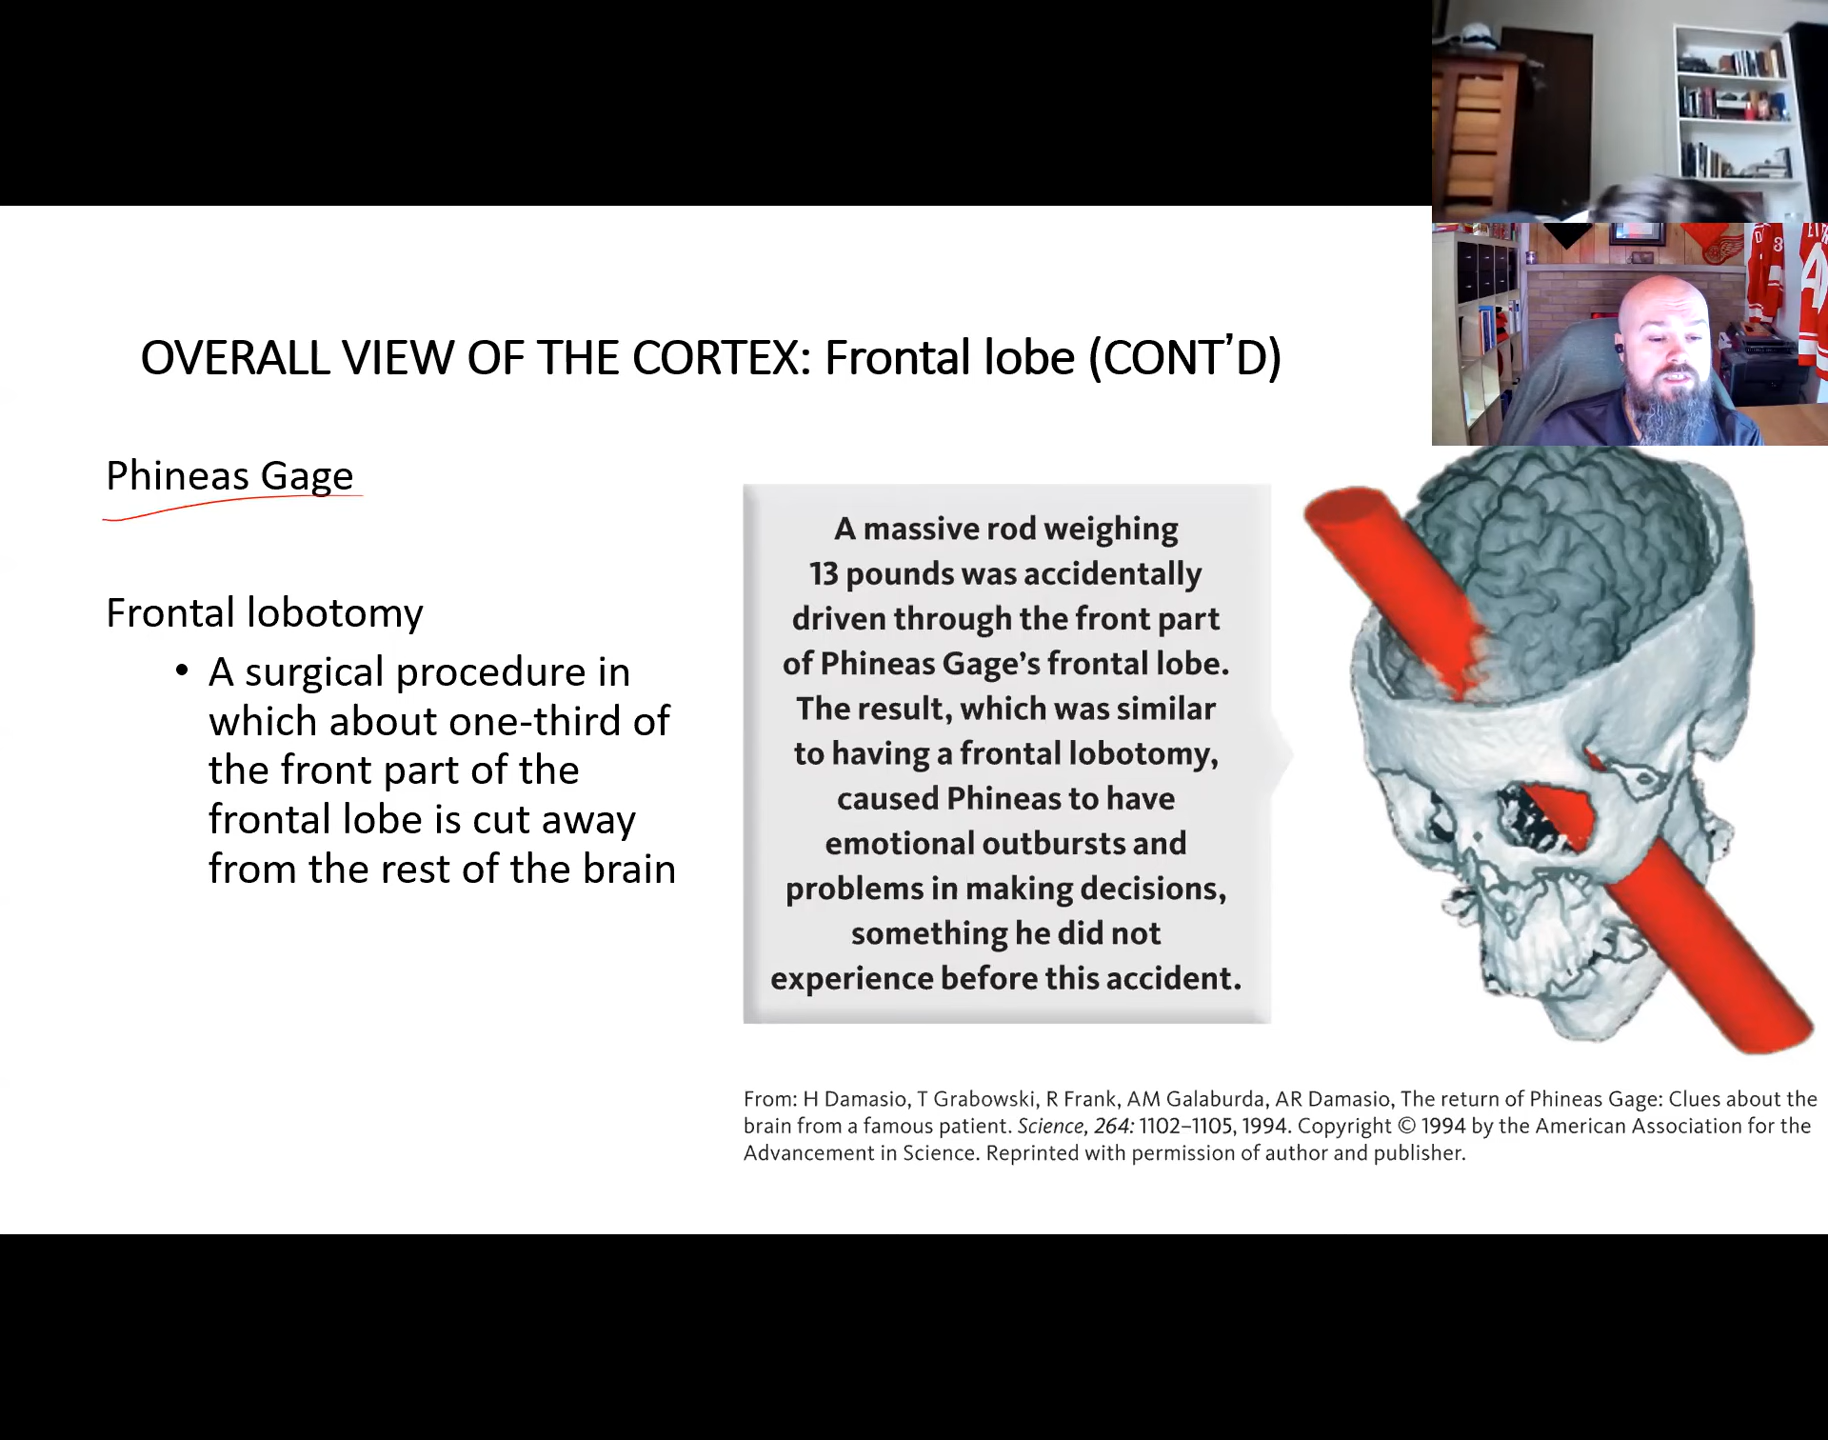 OVERALL VIEW OF THE CORTEX: Frontal lobe (CONT’D)
Phineas Gage
Frontal lobotomy
• A surgical procedure in
which about one-third of
the front part of the
frontal lobe is cut away
from the rest of the brain
A massive rod weighing
13 pounds was accidentally
driven through the front part
of Phineas Gage’s frontal lobe.
The result, which was similar
to having a frontal lobotomy,
caused Phineas to have
emotional outbursts and
problems in making decisions,
something he did not
experience before this accident.
From: H Damasio, T Grabowski, R Frank, AM Galaburda, AR Damasio, The return of Phineas Gage: Clues about the
brain from a famous patient. Science, 264: 1102–1105, 1994. Copyright © 1994 by the American Association for the
Advancement in Science. Reprinted with permission of author and publisher.